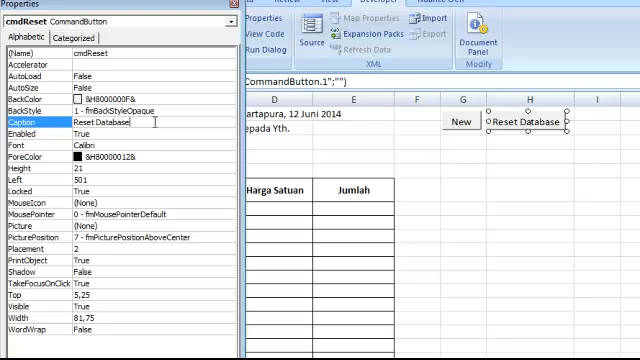 Properties
cmdReset CommandButton
Alphabetic Categorized
(Name) cmdReset
Accelerator
AutoLoad False
AutoSize False
BackColor &H8000000F&
BackStyle 1 - fmBackStyleOpaque
Caption Reset Database
Enabled True
Font Calibri
ForeColor &H80000012&
Height 21
Left 501
Locked True
MouseIcon (None)
MousePointer 0 - fmMousePointerDefault
Picture (None)
PicturePosition 7 - fmPicturePositionAboveCenter
Placement 2
PrintObject True
Shadow False
TakeFocusOnClick True
Top 5,25
Visible True
Width 81,75
WordWrap False
Developer
Properties
View Code
Run Dialog
Source
Map Properties
Expansion Packs
Refresh Data
Import
Export
XML
Document
Panel
Modify
CommandButton.1";"")
D E F G H I
artapura, 12 Juni 2014
epada Yth.
New
Reset Database
Harga Satuan Jumlah